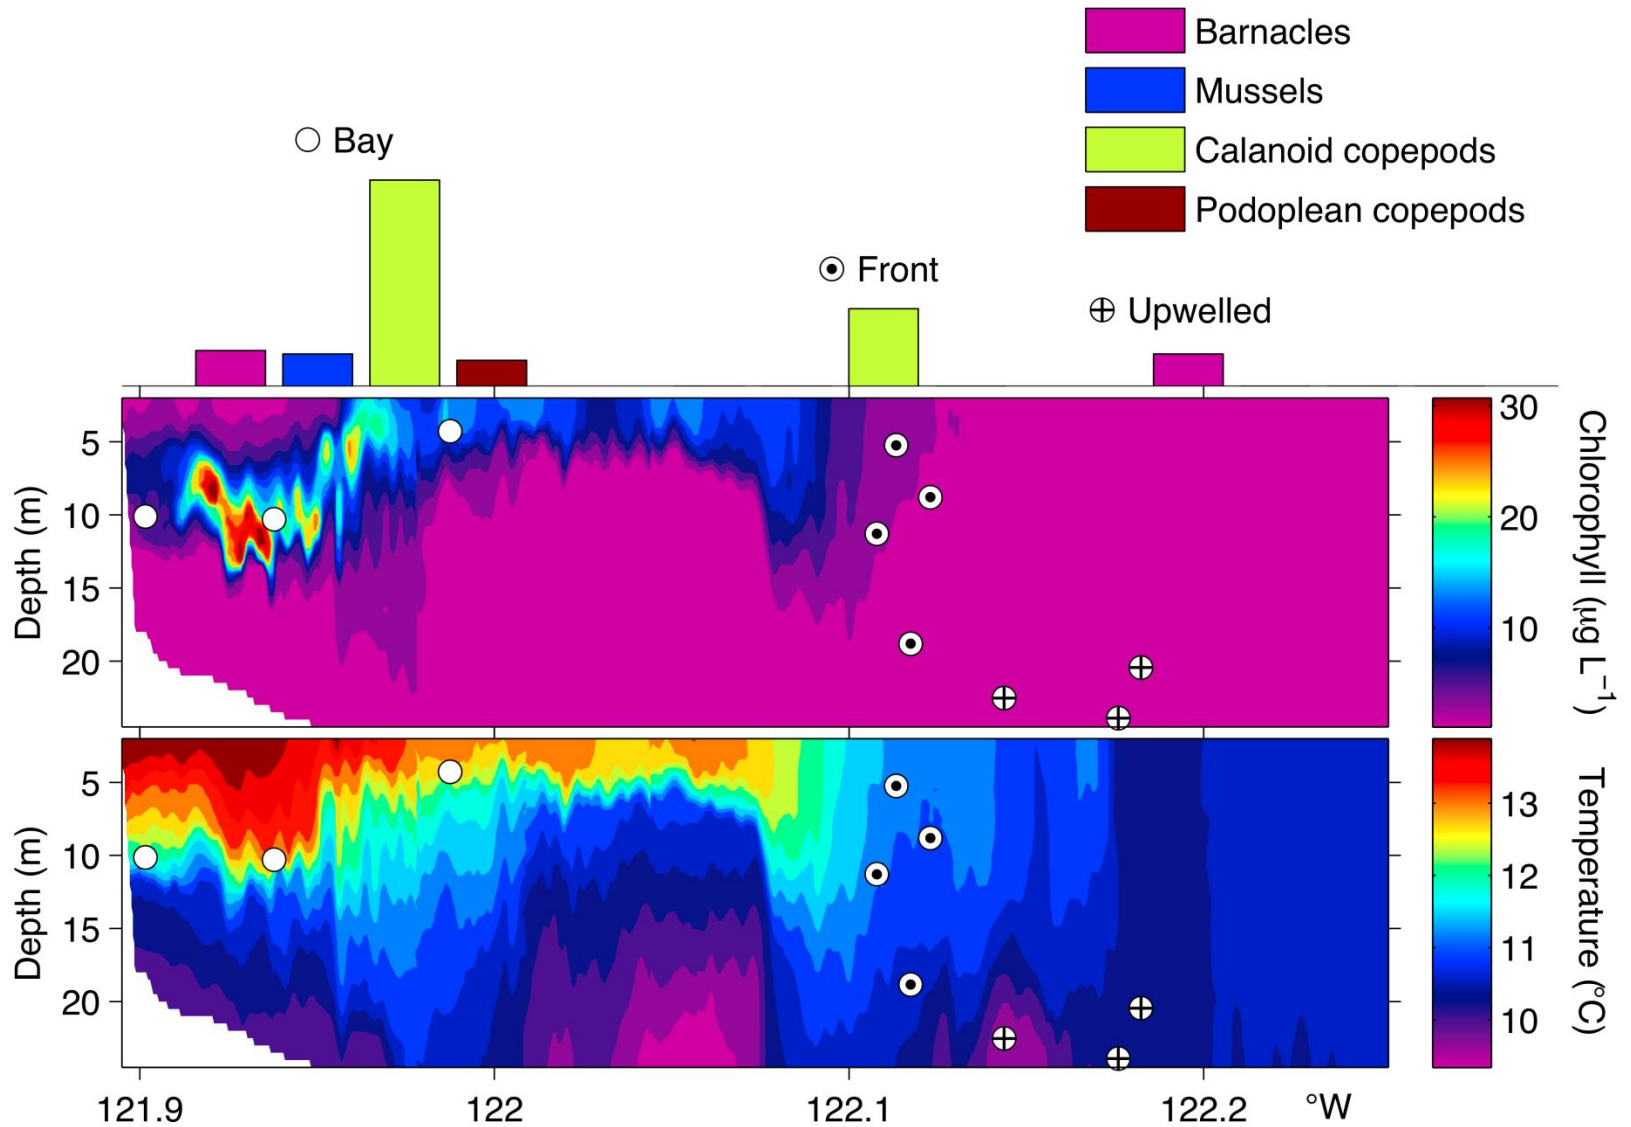 Barnacles
Mussels
Calanoid copepods
Podoplean copepods
Bay
Front
Upwelled
Depth (m)
5
10
15
20
30
20
10
Chlorophyll (μg L⁻¹)
Depth (m)
5
10
15
20
13
12
11
10
Temperature (°C)
121.9
122
122.1
122.2
°W